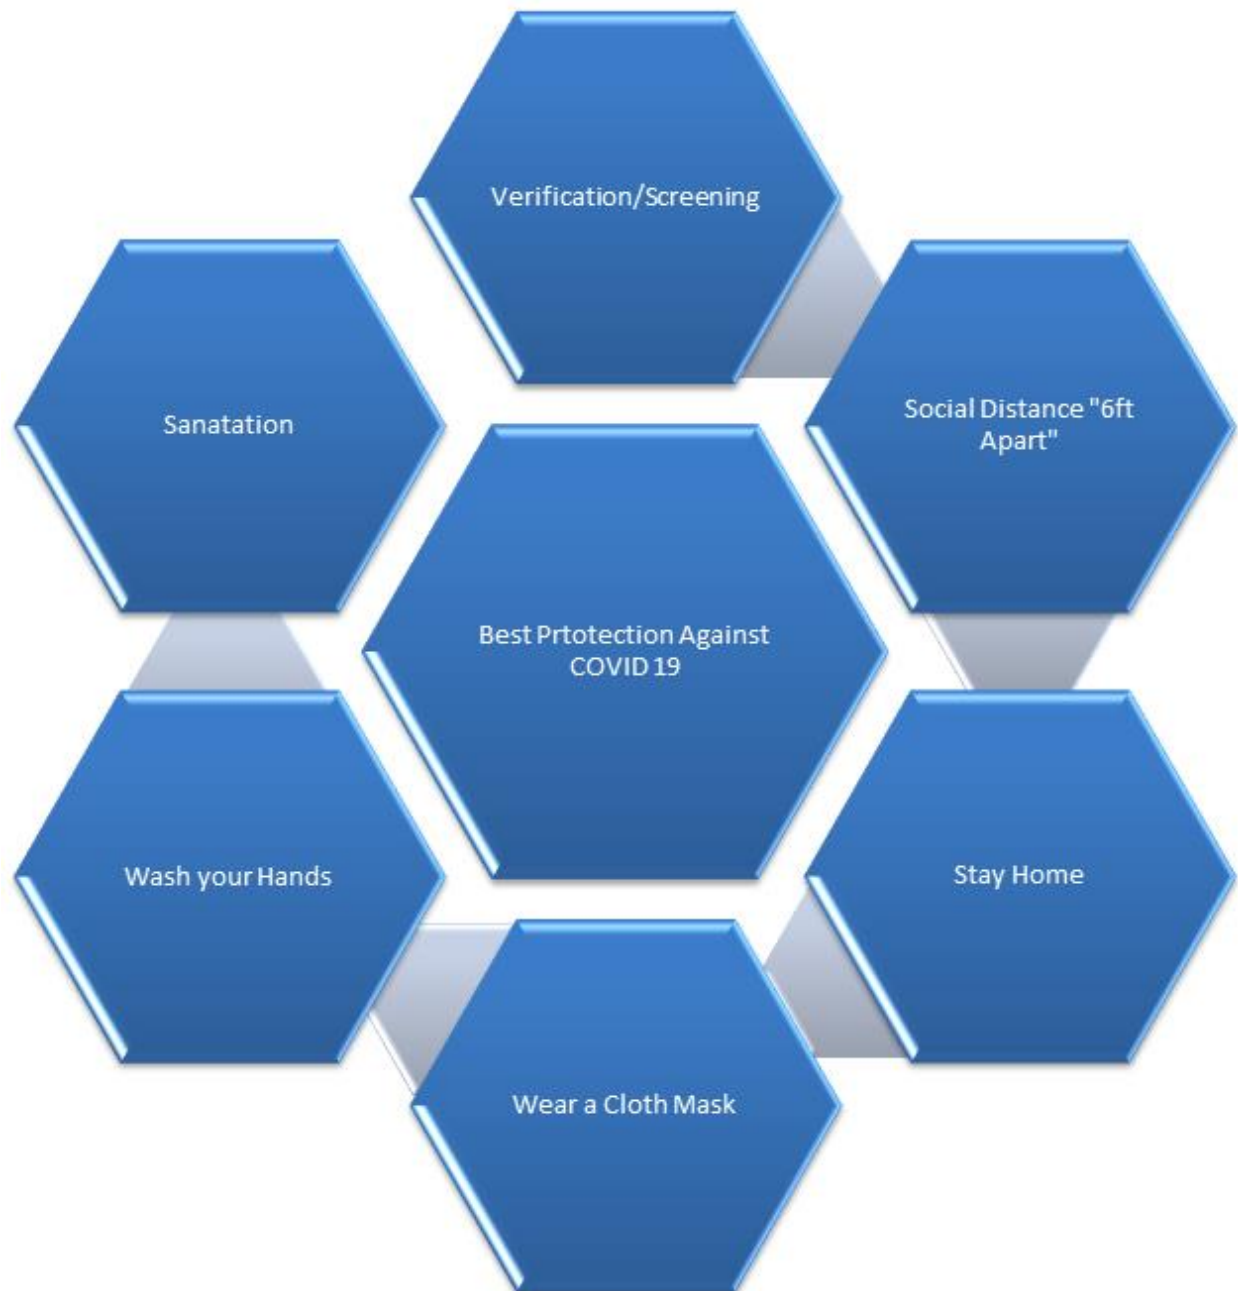 Verification/Screening
Social Distance "6ft
Apart"
Sanatation
Best Prtotection Against
COVID 19
Wash your Hands
Stay Home
Wear a Cloth Mask